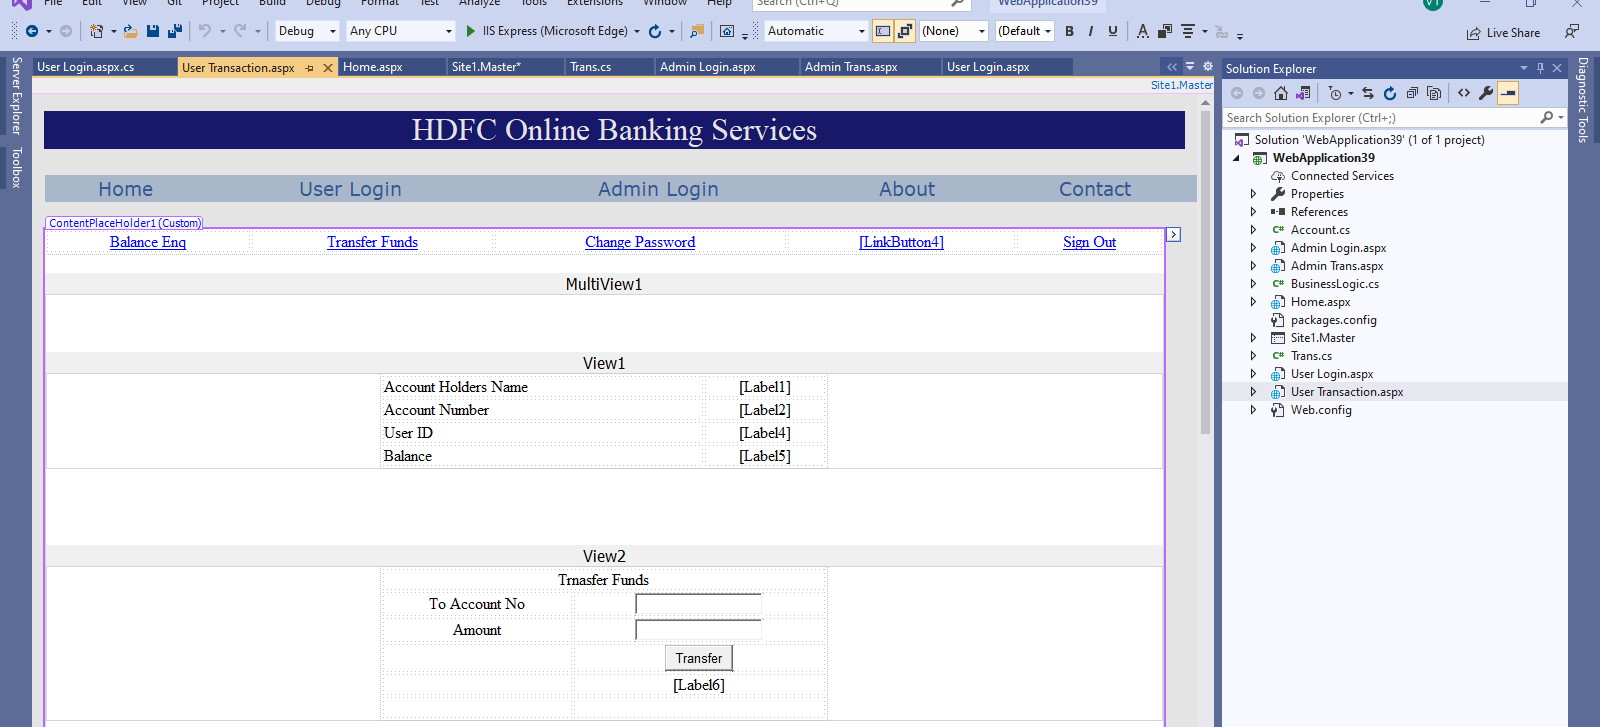 File Edit View Git Project Build Debug Format Test Analyze Tools Extensions Window Help Search (Ctrl+Q) WebApplication39 VT
Debug Any CPU IIS Express (Microsoft Edge) Automatic (None) (Default B I U A Live Share
User Login.aspx.cs User Transaction.aspx Home.aspx Site1.Master* Trans.cs Admin Login.aspx Admin Trans.aspx User Login.aspx
Site1.Master
Server Explorer
Toolbox
HDFC Online Banking Services
Home User Login Admin Login About Contact
ContentPlaceHolder1 (Custom)
Balance Enq Transfer Funds Change Password [LinkButton4] Sign Out
MultiView1
View1
Account Holders Name [Label1]
Account Number [Label2]
User ID [Label4]
Balance [Label5]
View2
Trnasfer Funds
To Account No
Amount
Transfer
[Label6]
Solution Explorer
Search Solution Explorer (Ctrl+;)
Solution 'WebApplication39' (1 of 1 project)
WebApplication39
Connected Services
Properties
References
C# Account.cs
Admin Login.aspx
Admin Trans.aspx
C# BusinessLogic.cs
Home.aspx
packages.config
Site1.Master
C# Trans.cs
User Login.aspx
User Transaction.aspx
Web.config
Diagnostic Tools